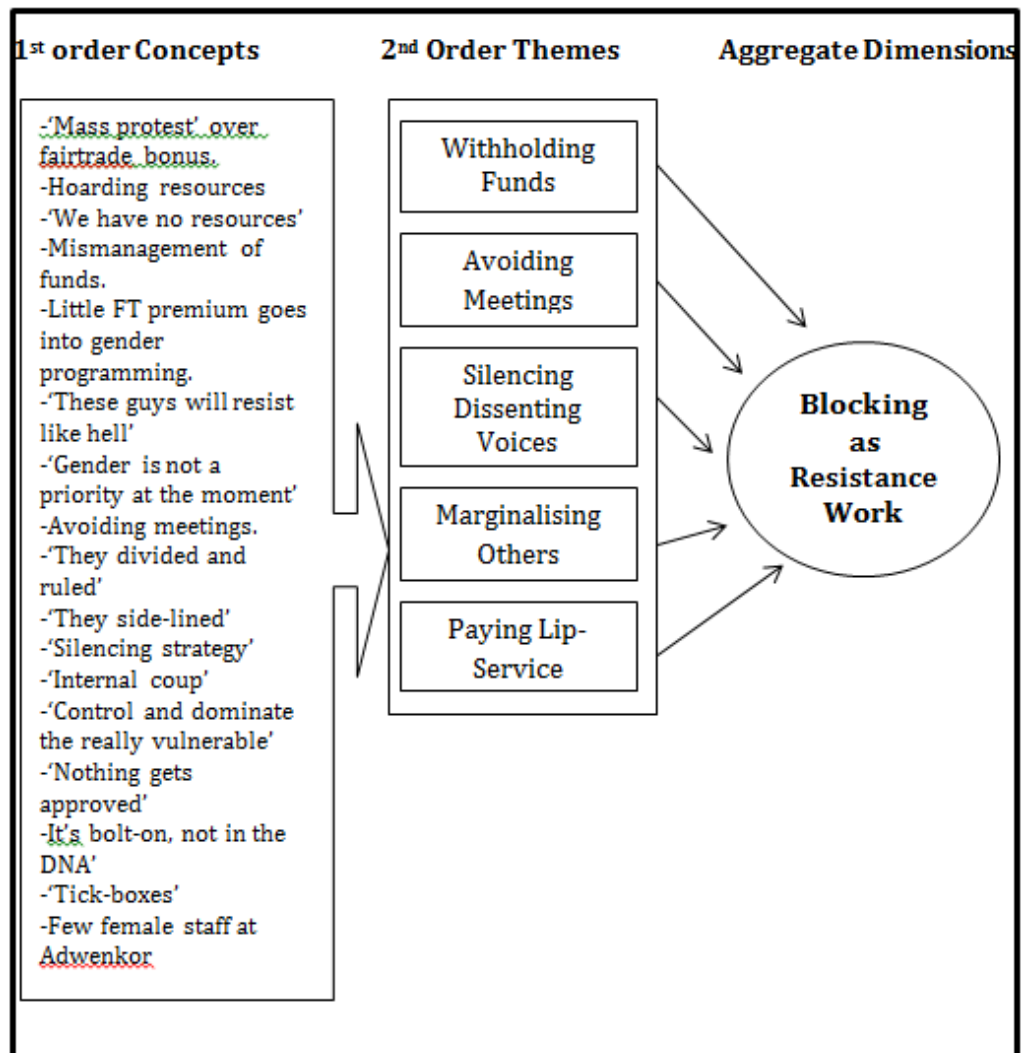 1st order Concepts
2nd Order Themes
Aggregate Dimensions
-‘Mass protest’ over
fairtrade bonus.
-Hoarding resources
-‘We have no resources’
-Mismanagement of
funds.
-Little FT premium goes
into gender
programming.
-‘These guys will resist
like hell’
-‘Gender is not a
priority at the moment’
-Avoiding meetings.
-‘They divided and
ruled’
-‘They side-lined’
-‘Silencing strategy’
-‘Internal coup’
-‘Control and dominate
the really vulnerable’
-‘Nothing gets
approved’
-It’s bolt-on, not in the
DNA’
-‘Tick-boxes’
-Few female staff at
Adwenkor
Withholding
Funds
Avoiding
Meetings
Silencing
Dissenting
Voices
Marginalising
Others
Paying Lip-
Service
Blocking
as
Resistance
Work